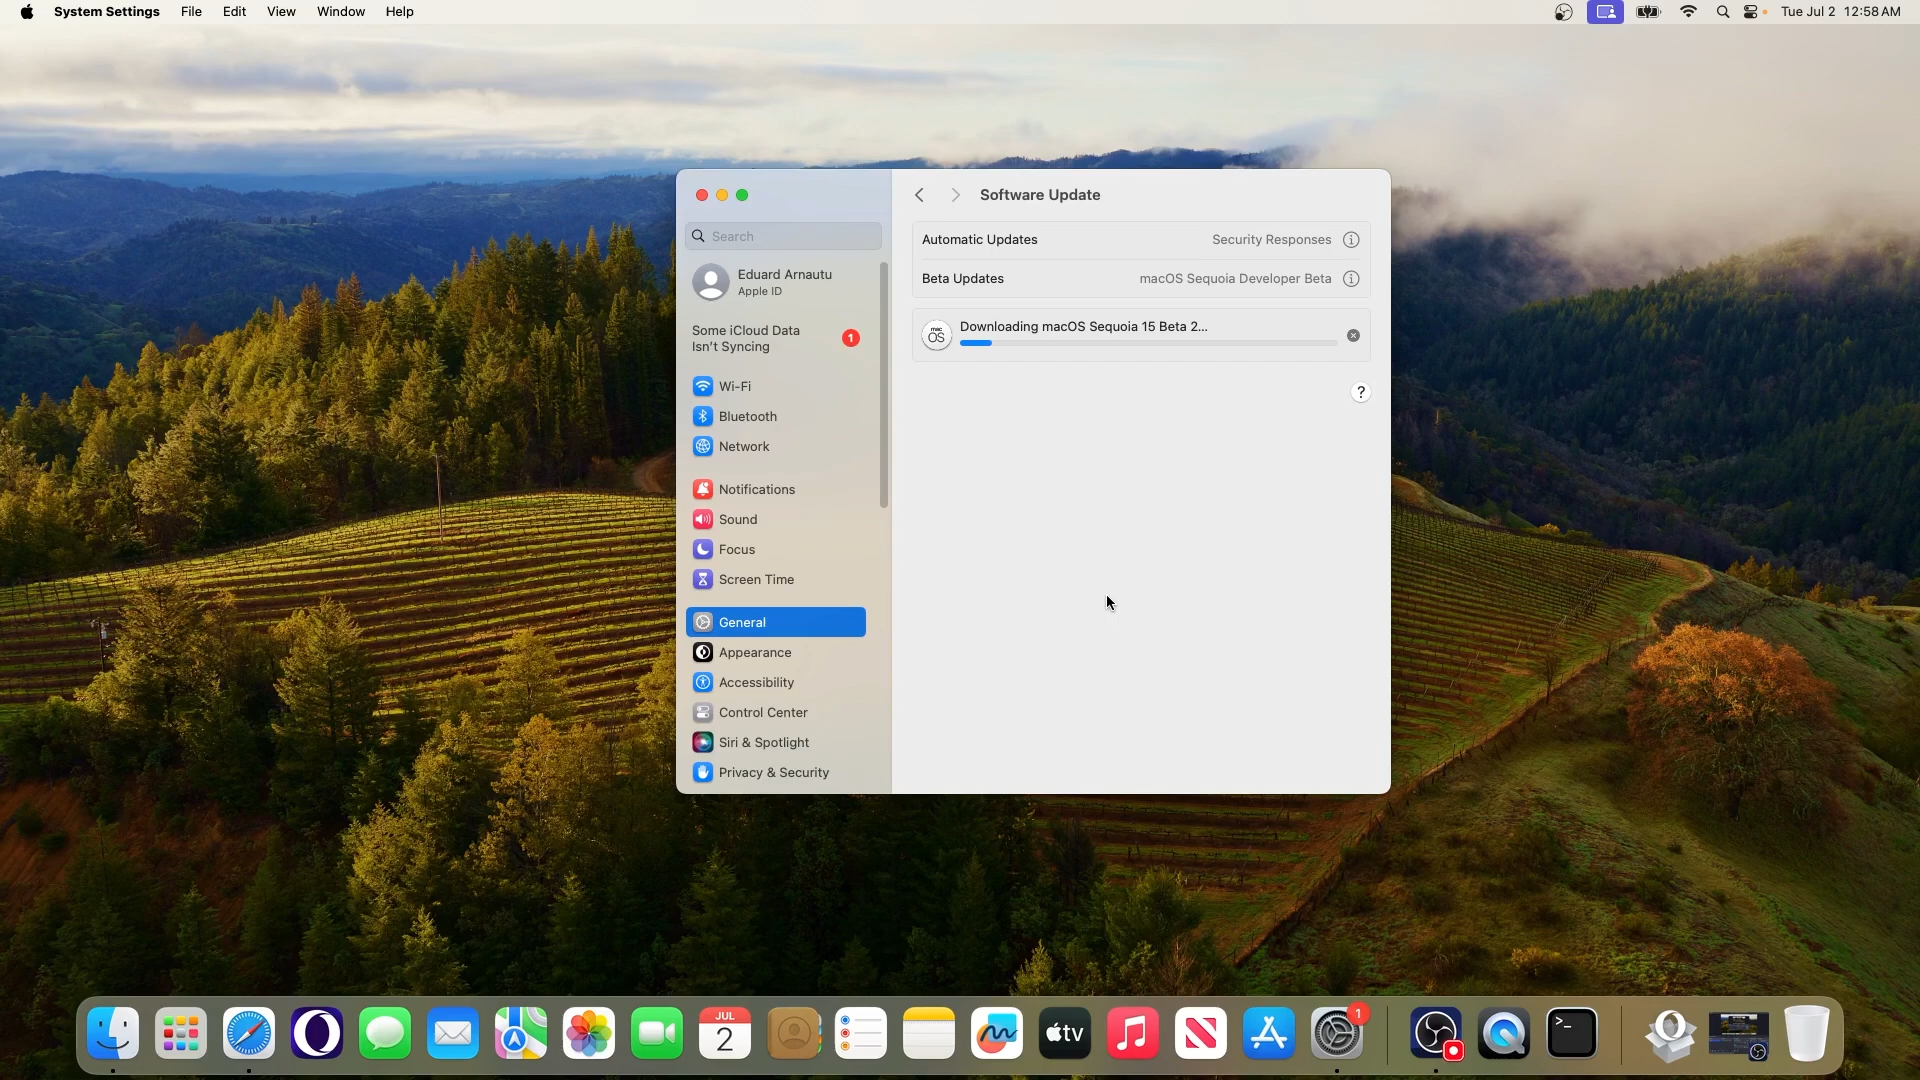 System Settings File Edit View Window Help
Tue Jul 2 12:58 AM
Software Update
Search
Eduard Arnautu
Apple ID
Some iCloud Data
Isn't Syncing
1
Wi-Fi
Bluetooth
Network
Notifications
Sound
Focus
Screen Time
General
Appearance
Accessibility
Control Center
Siri & Spotlight
Privacy & Security
Automatic Updates Security Responses
Beta Updates macOS Sequoia Developer Beta
mac
OS
Downloading macOS Sequoia 15 Beta 2...
?
JUL
2
tv
1
>_